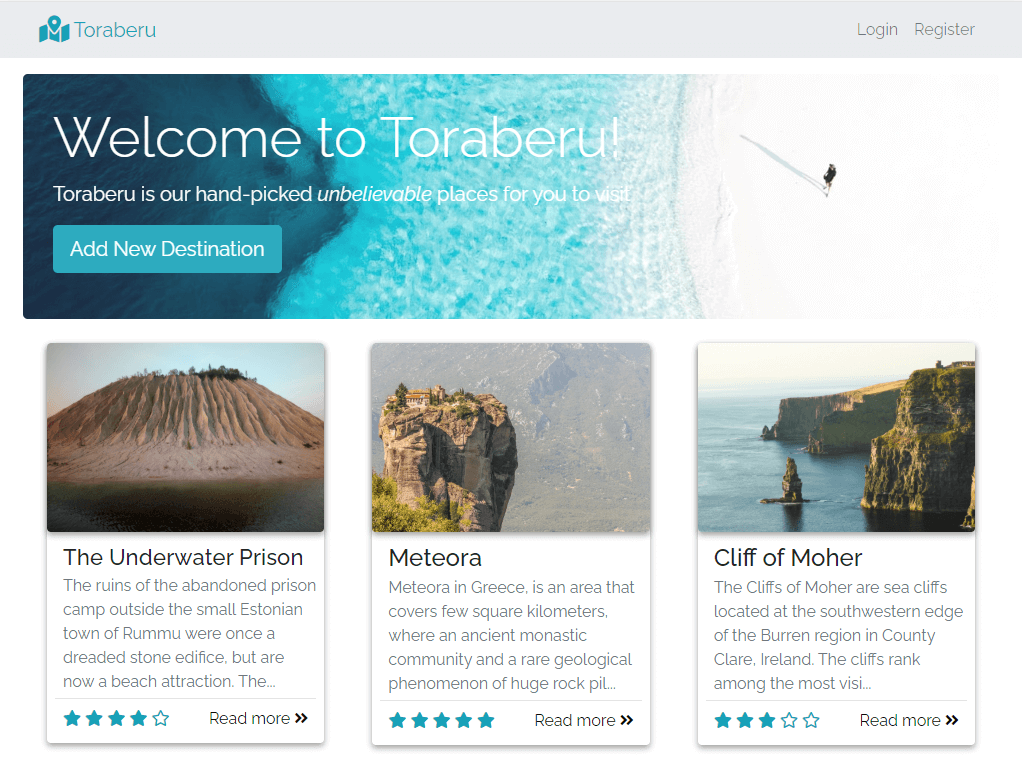 Toraberu
Login Register
Welcome to Toraberu!
Toraberu is our hand-picked unbelievable places for you to visit.
Add New Destination
The Underwater Prison
The ruins of the abandoned prison
camp outside the small Estonian
town of Rummu were once a
dreaded stone edifice, but are
now a beach attraction. The...
Read more
Meteora
Meteora in Greece, is an area that
covers few square kilometers,
where an ancient monastic
community and a rare geological
phenomenon of huge rock pil...
Read more
Cliff of Moher
The Cliffs of Moher are sea cliffs
located at the southwestern edge
of the Burren region in County
Clare, Ireland. The cliffs rank
among the most visi...
Read more